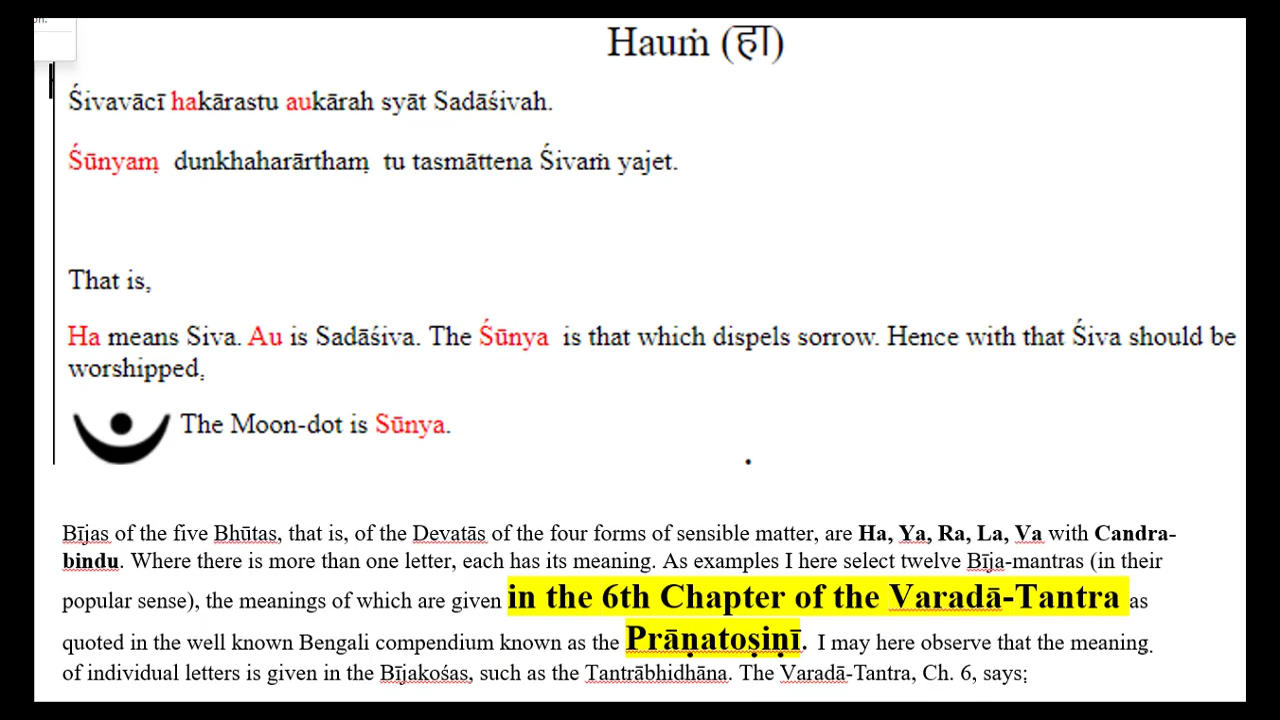 on.
Hauṁ (हा)
Śivavācī hakārastu aukārah syāt Sadāśivah.
Śūnyaṃ dunkhaharārthaṃ tu tasmāttena Śivaṁ yajet.
That is,
Ha means Siva. Au is Sadāśiva. The Śūnya is that which dispels sorrow. Hence with that Śiva should be
worshipped,
The Moon-dot is Sūnya.
.
Bījas of the five Bhūtas, that is, of the Devatās of the four forms of sensible matter, are Ha, Ya, Ra, La, Va with Candra-
bindu. Where there is more than one letter, each has its meaning. As examples I here select twelve Bīja-mantras (in their
popular sense), the meanings of which are given in the 6th Chapter of the Varadā-Tantra as
quoted in the well known Bengali compendium known as the Prāṇatoṣiṇī. I may here observe that the meaning
of individual letters is given in the Bījakośas, such as the Tantrābhidhāna. The Varadā-Tantra, Ch. 6, says;